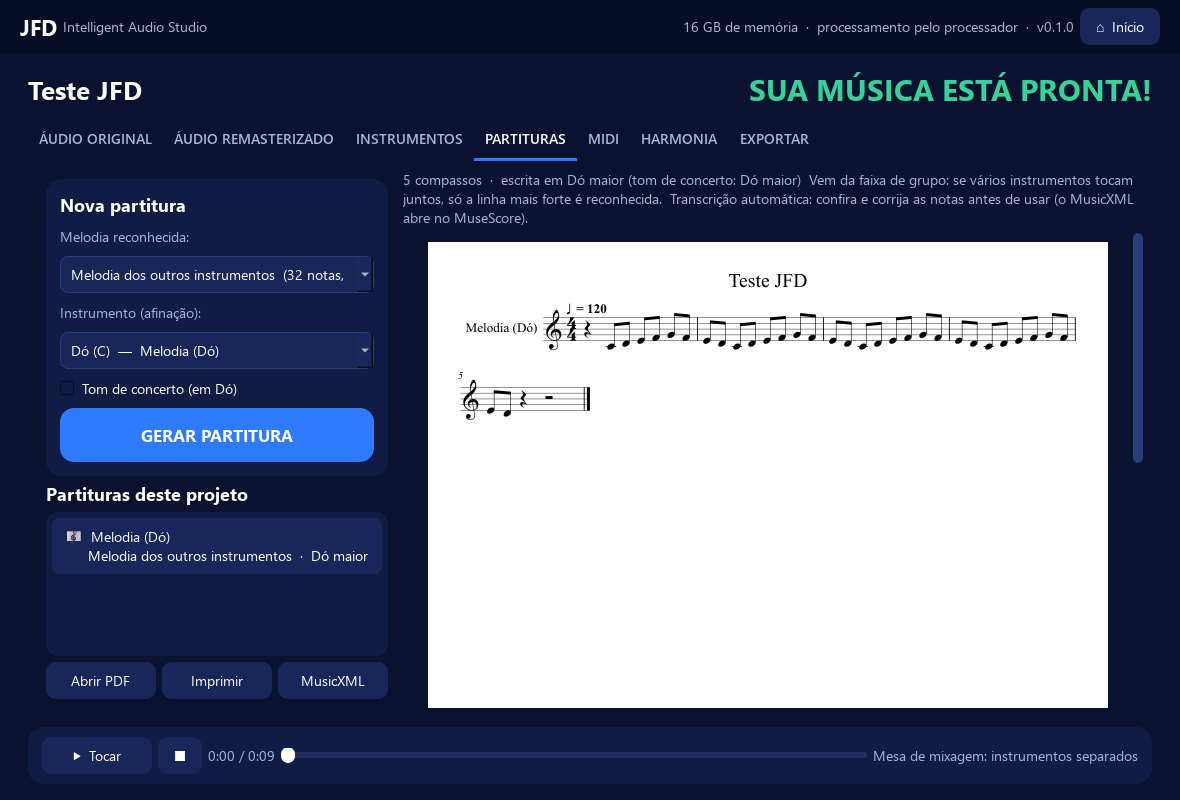 JFD Intelligent Audio Studio
16 GB de memória · processamento pelo processador · v0.1.0
⌂ Início
Teste JFD
SUA MÚSICA ESTÁ PRONTA!
ÁUDIO ORIGINAL ÁUDIO REMASTERIZADO INSTRUMENTOS PARTITURAS MIDI HARMONIA EXPORTAR
Nova partitura
Melodia reconhecida:
Melodia dos outros instrumentos (32 notas,
Instrumento (afinação):
Dó (C) — Melodia (Dó)
Tom de concerto (em Dó)
GERAR PARTITURA
Partituras deste projeto
Melodia (Dó)
Melodia dos outros instrumentos · Dó maior
Abrir PDF
Imprimir
MusicXML
5 compassos · escrita em Dó maior (tom de concerto: Dó maior) Vem da faixa de grupo: se vários instrumentos tocam
juntos, só a linha mais forte é reconhecida. Transcrição automática: confira e corrija as notas antes de usar (o MusicXML
abre no MuseScore).
Teste JFD
♩ = 120
Melodia (Dó)
5
Tocar
0:00 / 0:09
Mesa de mixagem: instrumentos separados